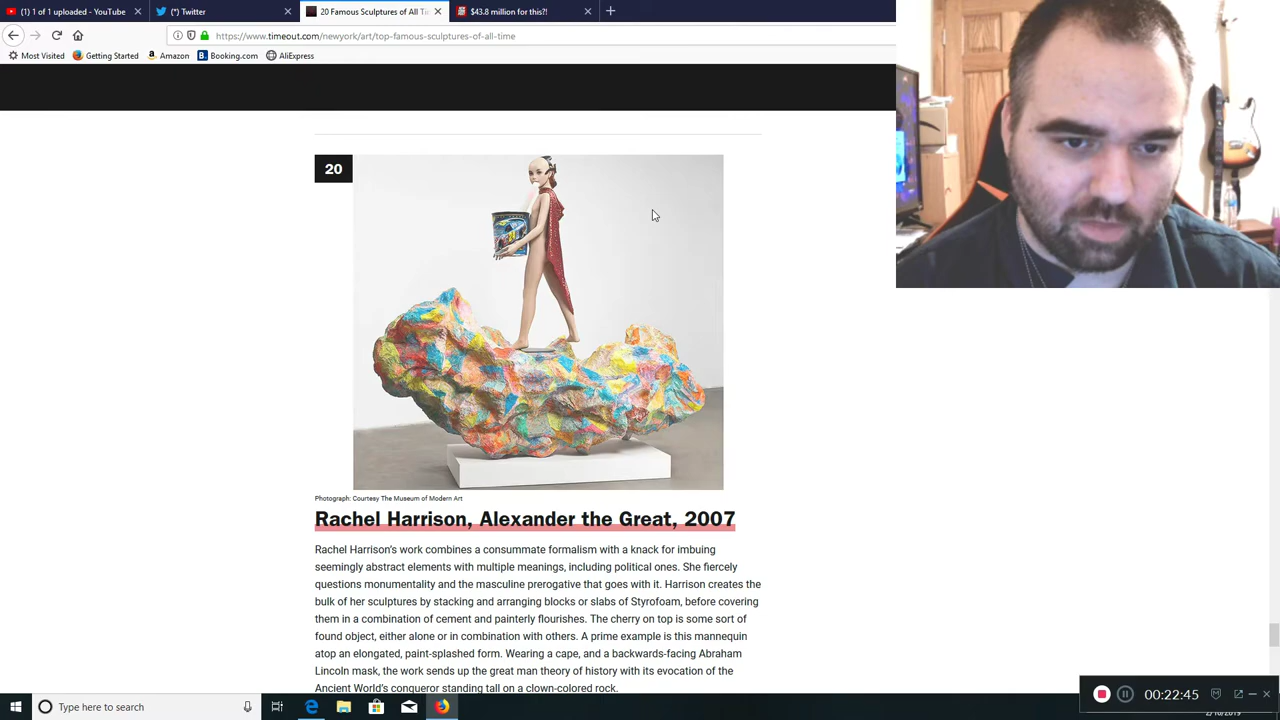 (1) 1 of 1 uploaded - YouTube
(*) Twitter
20 Famous Sculptures of All Ti
$43.8 million for this?!
https://www.timeout.com/newyork/art/top-famous-sculptures-of-all-time
Most Visited
Getting Started
Amazon
Booking.com
AliExpress
20
Photograph: Courtesy The Museum of Modern Art
Rachel Harrison, Alexander the Great, 2007
Rachel Harrison's work combines a consummate formalism with a knack for imbuing
seemingly abstract elements with multiple meanings, including political ones. She fiercely
questions monumentality and the masculine prerogative that goes with it. Harrison creates the
bulk of her sculptures by stacking and arranging blocks or slabs of Styrofoam, before covering
them in a combination of cement and painterly flourishes. The cherry on top is some sort of
found object, either alone or in combination with others. A prime example is this mannequin
atop an elongated, paint-splashed form. Wearing a cape, and a backwards-facing Abraham
Lincoln mask, the work sends up the great man theory of history with its evocation of the
Ancient World's conqueror standing tall on a clown-colored rock.
Type here to search
00:22:45